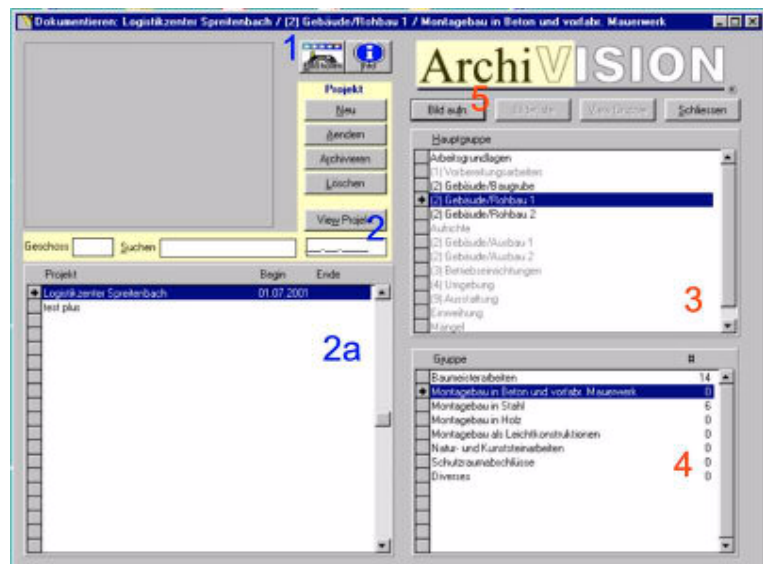 Dokumentieren: Logistikzenter Spreitenbach / (2) Gebäude/Rohbau 1 / Montagebau in Beton und vorfabr. Mauerwerk
1
ArchiVISION
Projekt
Neu
Aendern
Archivieren
Löschen
View Projekt
2
5
Bild aufn
Schliessen
Hauptgruppe
Arbeitsgrundlagen
(1) Vorbereitungsarbeiten
(2) Gebäude/Baugrube
(2) Gebäude/Rohbau 1
(2) Gebäude/Rohbau 2
Aufrichte
(2) Gebäude/Ausbau 1
(2) Gebäude/Ausbau 2
(3) Betriebseinrichtungen
(4) Umgebung
(9) Ausstattung
Einweihung
Mängel
3
Geschoss
Suchen
Projekt Begin Ende
Logistikzenter Spreitenbach 01.07.2001
test plus
2a
Gruppe #
Baumeisterarbeiten 14
Montagebau in Beton und vorfabr. Mauerwerk 0
Montagebau in Stahl 6
Montagebau in Holz 0
Montagebau als Leichtkonstruktionen 0
Natur- und Kunststeinarbeiten 0
Schutzraumabschlüsse 0
Diverses 0
4